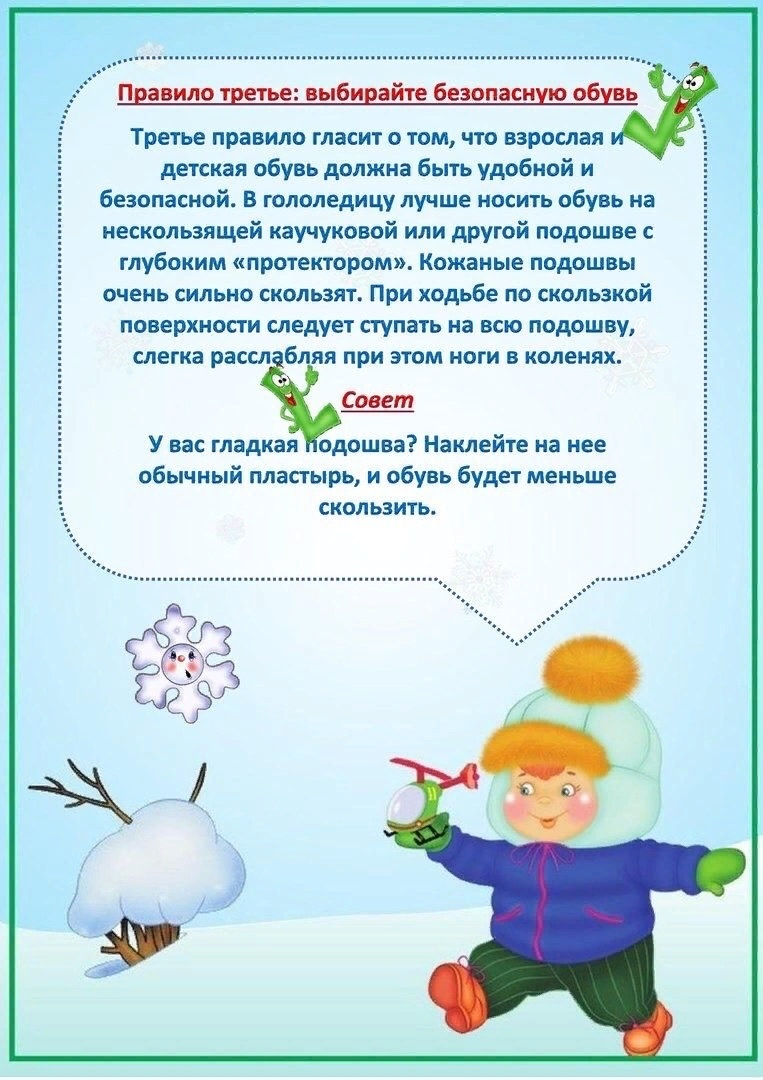 Правило третье: выбирайте безопасную обувь
Третье правило гласит о том, что взрослая и
детская обувь должна быть удобной и
безопасной. В гололедицу лучше носить обувь на
нескользящей каучуковой или другой подошве с
глубоким «протектором». Кожаные подошвы
очень сильно скользят. При ходьбе по скользкой
поверхности следует ступать на всю подошву,
слегка расслабляя при этом ноги в коленях.
Совет
У вас гладкая подошва? Наклейте на нее
обычный пластырь, и обувь будет меньше
скользить.